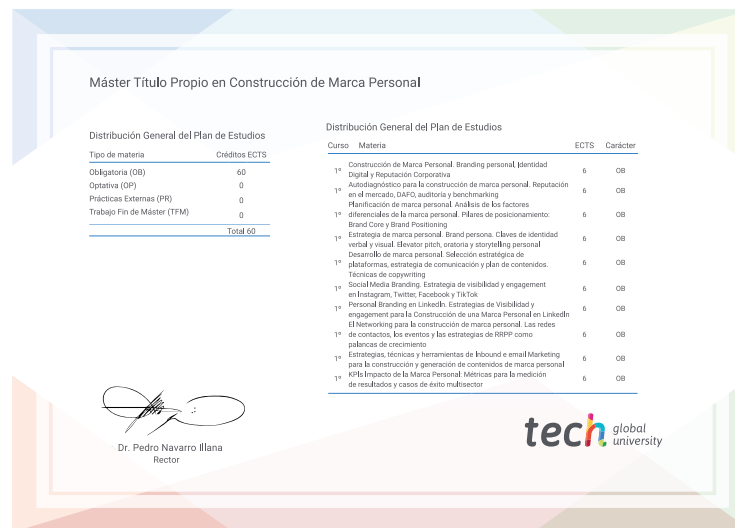 Máster Título Propio en Construcción de Marca Personal
Distribución General del Plan de Estudios
Tipo de materia Créditos ECTS
Obligatoria (OB) 60
Optativa (OP) 0
Prácticas Externas (PR) 0
Trabajo Fin de Máster (TFM) 0
Total 60
Distribución General del Plan de Estudios
Curso Materia ECTS Carácter
Construcción de Marca Personal. Branding personal, Identidad
1º Digital y Reputación Corporativa 6 OB
Autodiagnóstico para la construcción de marca personal. Reputación
1º en el mercado, DAFO, auditoría y benchmarking 6 OB
Planificación de marca personal. Análisis de los factores
1º diferenciales de la marca personal. Pilares de posicionamiento: 6 OB
Brand Core y Brand Positioning
Estrategia de marca personal. Brand persona. Claves de identidad
1º verbal y visual. Elevator pitch, oratoria y storytelling personal 6 OB
Desarrollo de marca personal. Selección estratégica de
1º plataformas, estrategia de comunicación y plan de contenidos. 6 OB
Técnicas de copywriting
Social Media Branding. Estrategia de visibilidad y engagement
1º en Instagram, Twitter, Facebook y TikTok 6 OB
Personal Branding en LinkedIn. Estrategias de Visibilidad y
1º engagement para la Construcción de una Marca Personal en LinkedIn 6 OB
El Networking para la construcción de marca personal. Las redes
1º de contactos, los eventos y las estrategias de RRPP como 6 OB
palancas de crecimiento
Estrategias, técnicas y herramientas de Inbound e email Marketing
1º para la construcción y generación de contenidos de marca personal 6 OB
KPIs Impacto de la Marca Personal: Métricas para la medición
1º de resultados y casos de éxito multisector 6 OB
Dr. Pedro Navarro Illana
Rector
tech global
university